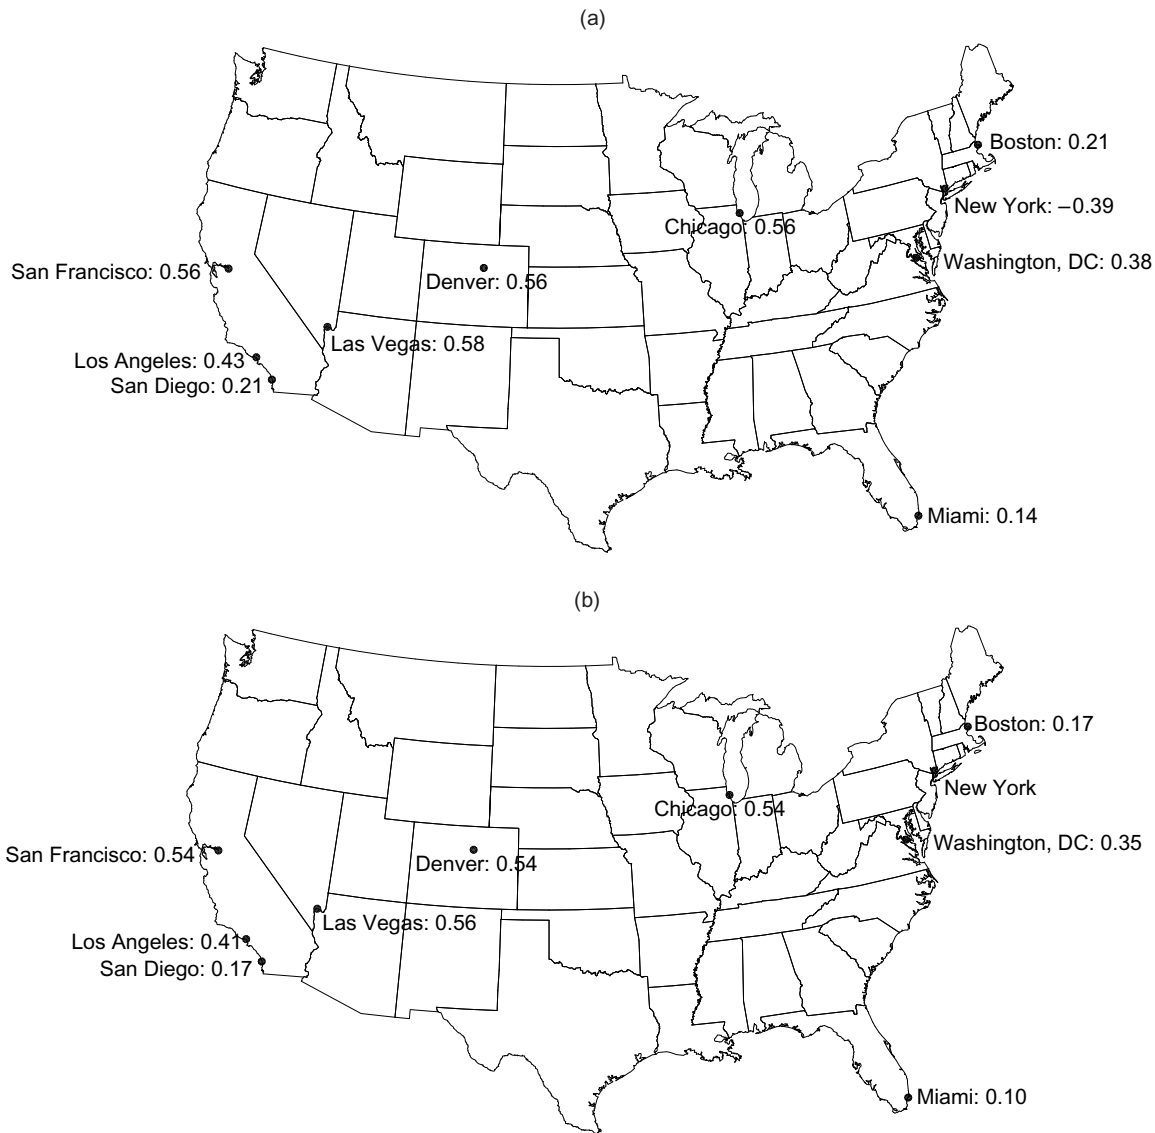 (a)
Boston: 0.21
New York: −0.39
Chicago: 0.56
Washington, DC: 0.38
San Francisco: 0.56
Denver: 0.56
Las Vegas: 0.58
Los Angeles: 0.43
San Diego: 0.21
Miami: 0.14
(b)
Boston: 0.17
New York
Chicago: 0.54
Washington, DC: 0.35
San Francisco: 0.54
Denver: 0.54
Las Vegas: 0.56
Los Angeles: 0.41
San Diego: 0.17
Miami: 0.10